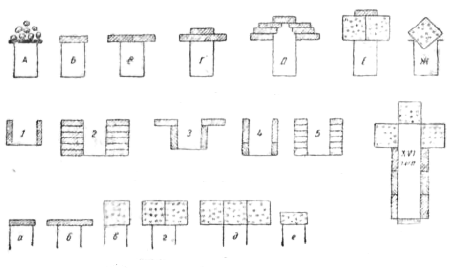 А Б В Г Д Е Ж
1 2 3 4 5
XVI
а б в г д е